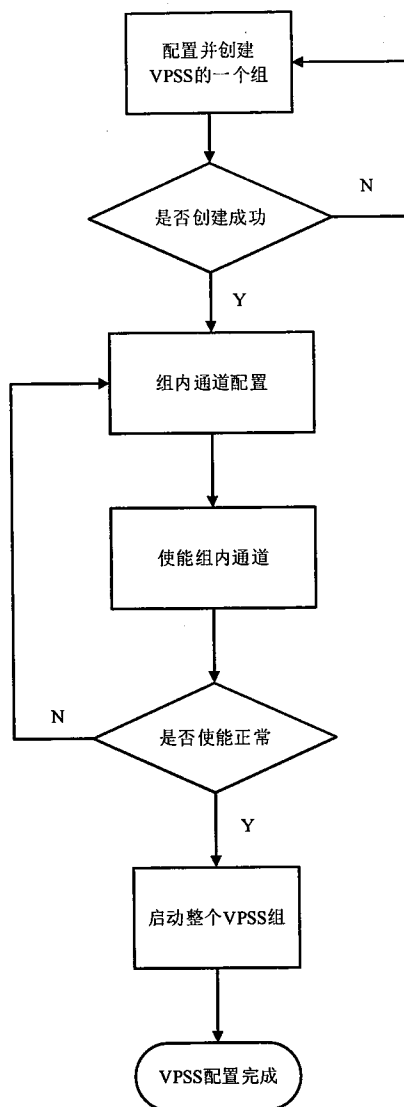 配置并创建
VPSS的一个组
是否创建成功
N
Y
组内通道配置
使能组内通道
是否使能正常
N
Y
启动整个VPSS组
VPSS配置完成